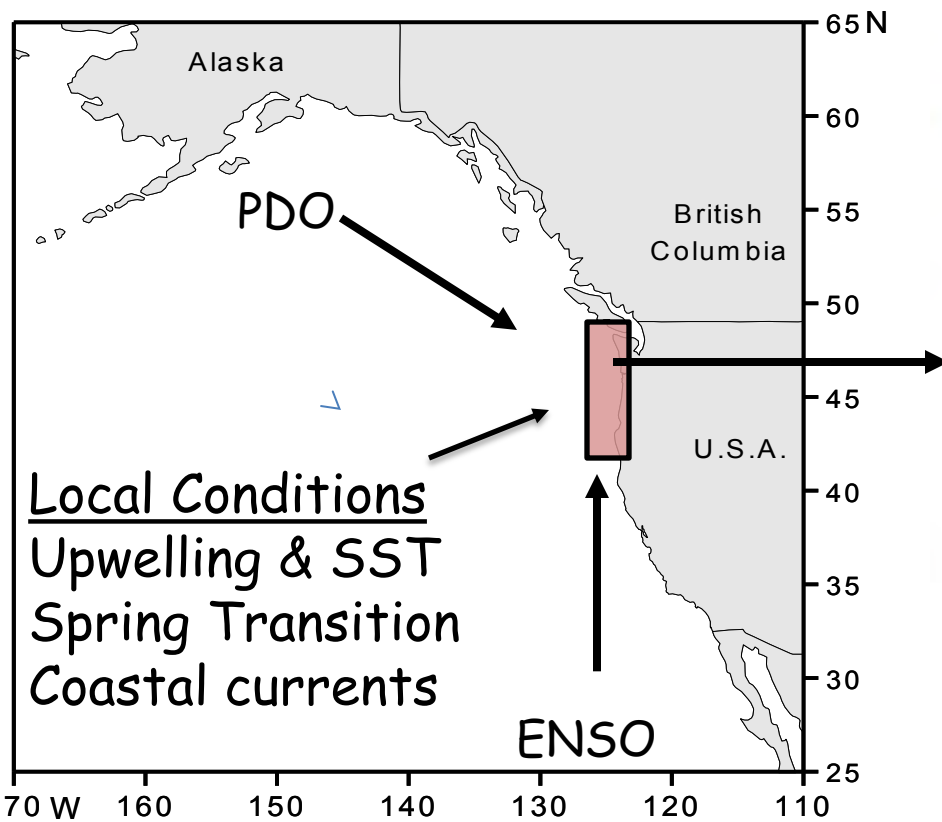 65 N
Alaska
60
PDO
55
British
Columbia
50
45
U.S.A.
40
Local Conditions
Upwelling & SST
Spring Transition
Coastal currents
35
30
ENSO
25
70 W 160 150 140 130 120 110